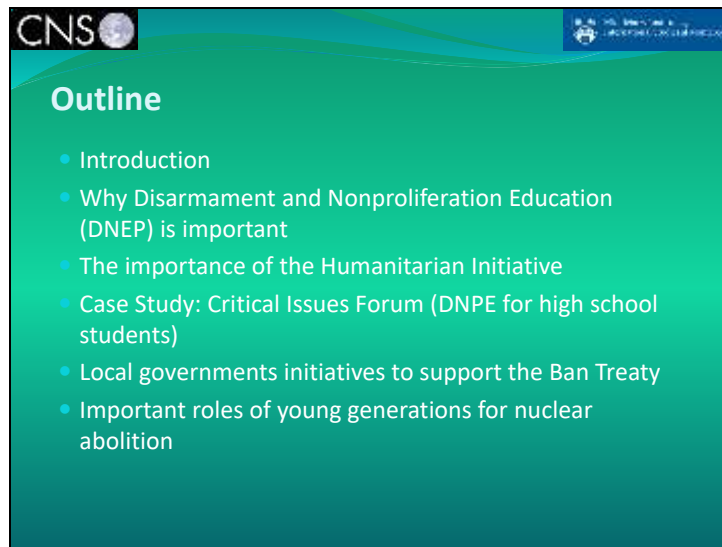 CNS
Outline
Introduction
Why Disarmament and Nonproliferation Education
(DNEP) is important
The importance of the Humanitarian Initiative
Case Study: Critical Issues Forum (DNPE for high school
students)
Local governments initiatives to support the Ban Treaty
Important roles of young generations for nuclear
abolition